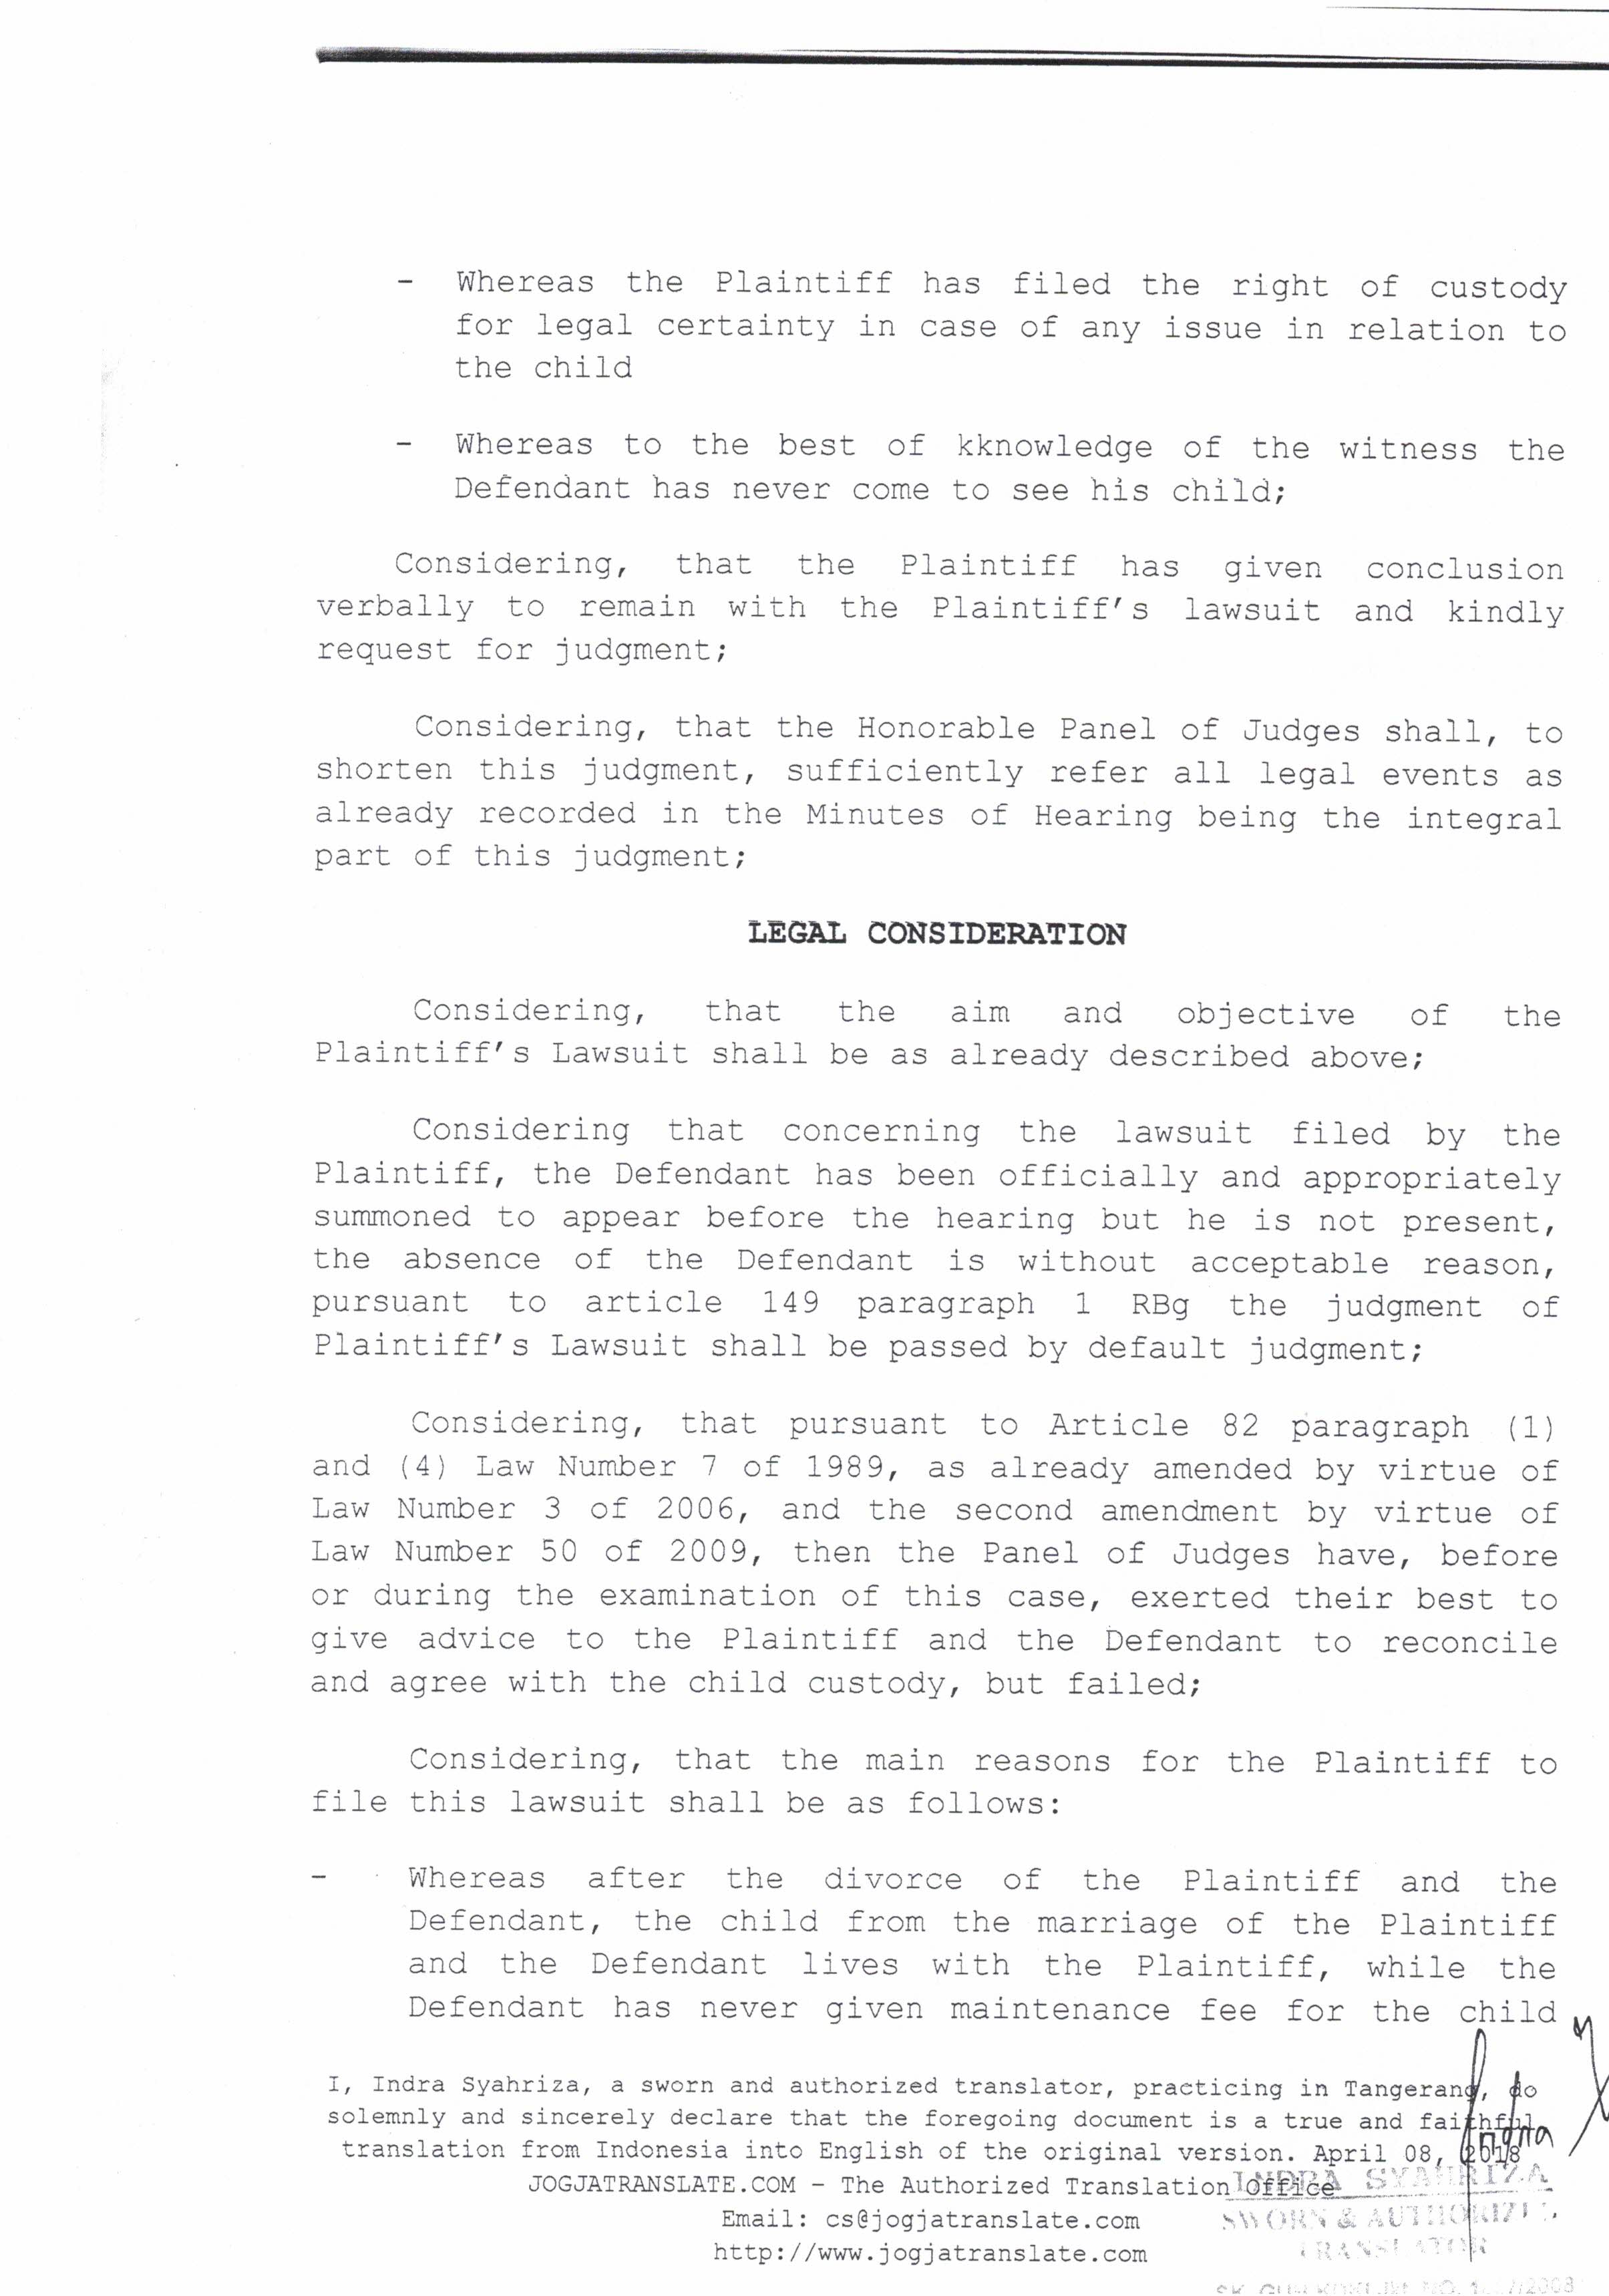 - Whereas the Plaintiff has filed the right of custody
for legal certainty in case of any issue in relation to
the child
- Whereas to the best of kknowledge of the witness the
Defendant has never come to see his child;
Considering, that the Plaintiff has given conclusion
verbally to remain with the Plaintiff's lawsuit and kindly
request for judgment;
Considering, that the Honorable Panel of Judges shall, to
shorten this judgment, sufficiently refer all legal events as
already recorded in the Minutes of Hearing being the integral
part of this judgment;
LEGAL CONSIDERATION
Considering, that the aim and objective of the
Plaintiff's Lawsuit shall be as already described above;
Considering that concerning the lawsuit filed by the
Plaintiff, the Defendant has been officially and appropriately
summoned to appear before the hearing but he is not present,
the absence of the Defendant is without acceptable reason,
pursuant to article 149 paragraph 1 RBg the judgment of
Plaintiff's Lawsuit shall be passed by default judgment;
Considering, that pursuant to Article 82 paragraph (1)
and (4) Law Number 7 of 1989, as already amended by virtue of
Law Number 3 of 2006, and the second amendment by virtue of
Law Number 50 of 2009, then the Panel of Judges have, before
or during the examination of this case, exerted their best to
give advice to the Plaintiff and the Defendant to reconcile
and agree with the child custody, but failed;
Considering, that the main reasons for the Plaintiff to
file this lawsuit shall be as follows:
- Whereas after the divorce of the Plaintiff and the
Defendant, the child from the marriage of the Plaintiff
and the Defendant lives with the Plaintiff, while the
Defendant has never given maintenance fee for the child
I, Indra Syahriza, a sworn and authorized translator, practicing in Tangerang, do
solemnly and sincerely declare that the foregoing document is a true and faithful
translation from Indonesia into English of the original version. April 08, 2018
JOGJATRANSLATE.COM - The Authorized Translation Office
Email: cs@jogjatranslate.com
http://www.jogjatranslate.com
INDRA SYAHRIZA
SWORN & AUTHORIZED
TRANSLATOR